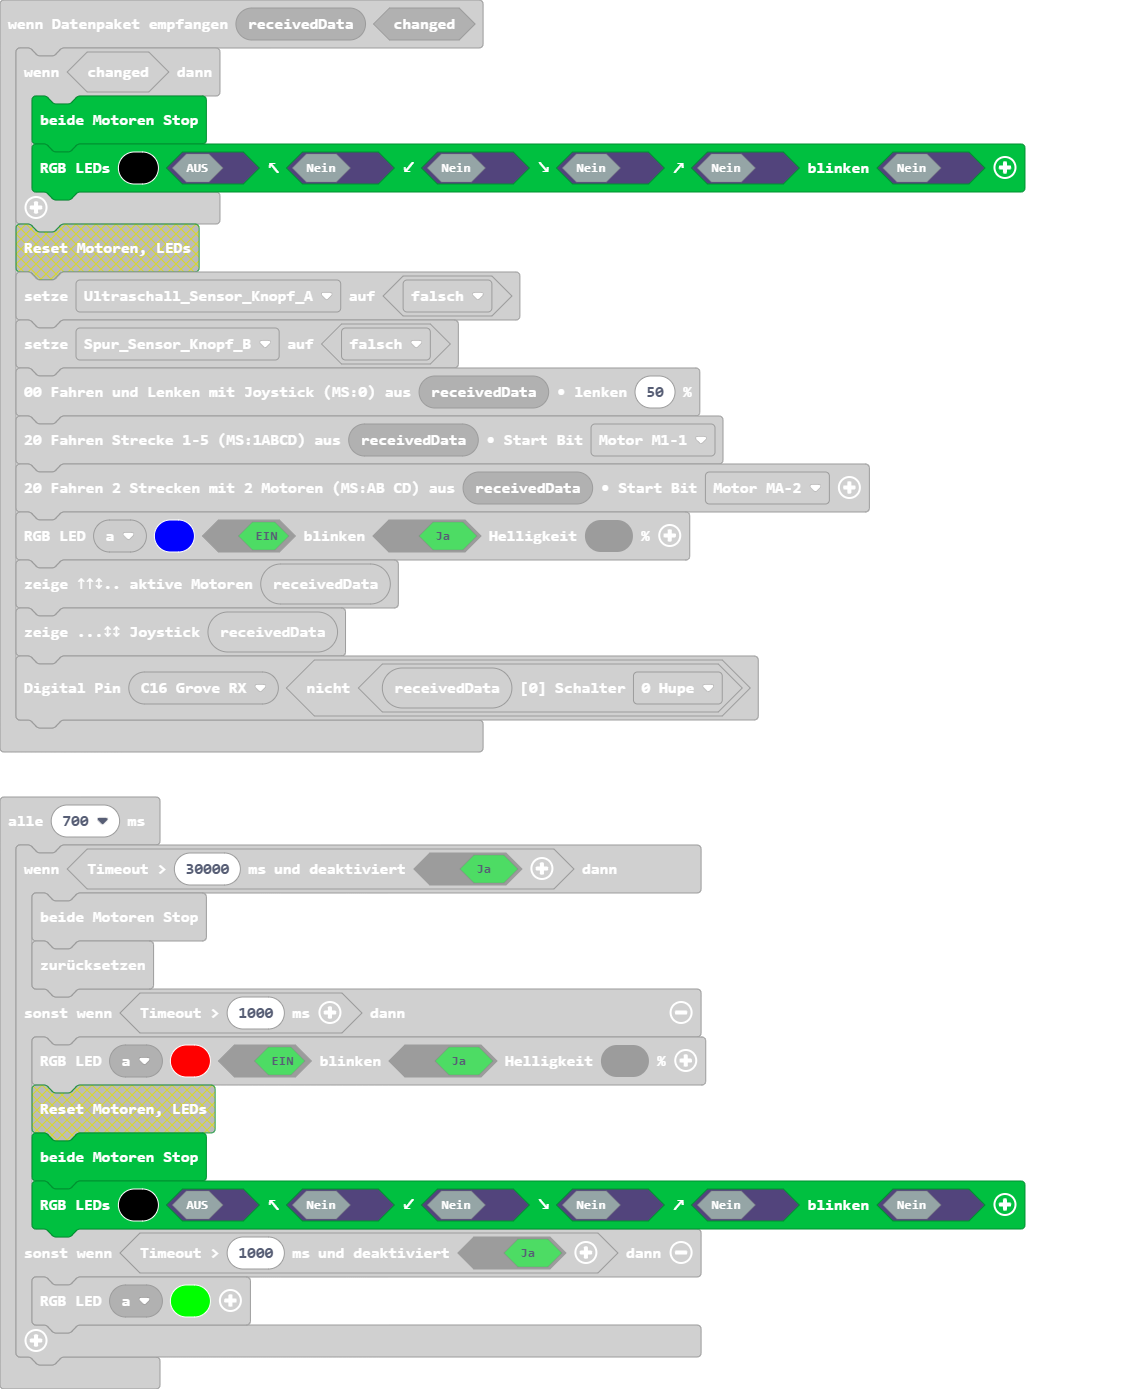 wenn Datenpaket empfangen receivedData changed
wenn changed dann
beide Motoren Stop
RGB LEDs AUS ↖ Nein ↙ Nein ↘ Nein ↗ Nein blinken Nein
Reset Motoren, LEDs
setze Ultraschall_Sensor_Knopf_A auf falsch
setze Spur_Sensor_Knopf_B auf falsch
00 Fahren und Lenken mit Joystick (MS:0) aus receivedData • lenken 50 %
20 Fahren Strecke 1-5 (MS:1ABCD) aus receivedData • Start Bit Motor M1-1
20 Fahren 2 Strecken mit 2 Motoren (MS:AB CD) aus receivedData • Start Bit Motor MA-2
RGB LED a EIN blinken Ja Helligkeit %
zeige ↑↑↕.. aktive Motoren receivedData
zeige ...↕↕ Joystick receivedData
Digital Pin C16 Grove RX nicht receivedData [0] Schalter 0 Hupe
alle 700 ms
wenn Timeout > 30000 ms und deaktiviert Ja dann
beide Motoren Stop
zurücksetzen
sonst wenn Timeout > 1000 ms dann
RGB LED a EIN blinken Ja Helligkeit %
Reset Motoren, LEDs
beide Motoren Stop
RGB LEDs AUS ↖ Nein ↙ Nein ↘ Nein ↗ Nein blinken Nein
sonst wenn Timeout > 1000 ms und deaktiviert Ja dann
RGB LED a